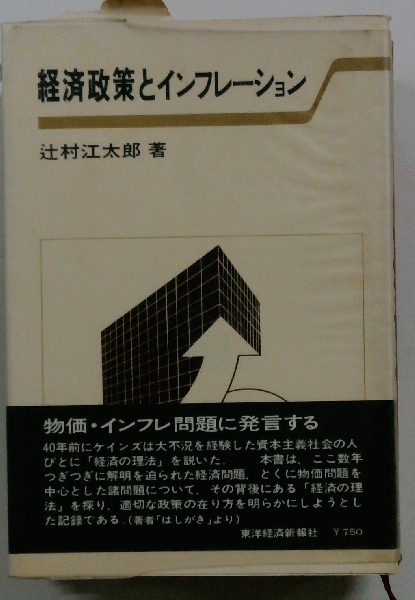 経済政策とインフレーション
辻村江太郎 著
物価・インフレ問題に発言する
40年前にケインズは大不況を経験した資本主義社会の人
びとに「経済の理法」を説いた。 本書は、ここ数年
つぎつぎに解明を迫られた経済問題、とくに物価問題を
中心とした諸問題について、その背後にある「経済の理
法」を探り、適切な政策の在り方を明らかにしようとし
た記録である。(著者「はしがき」より)
東洋経済新報社 ¥750